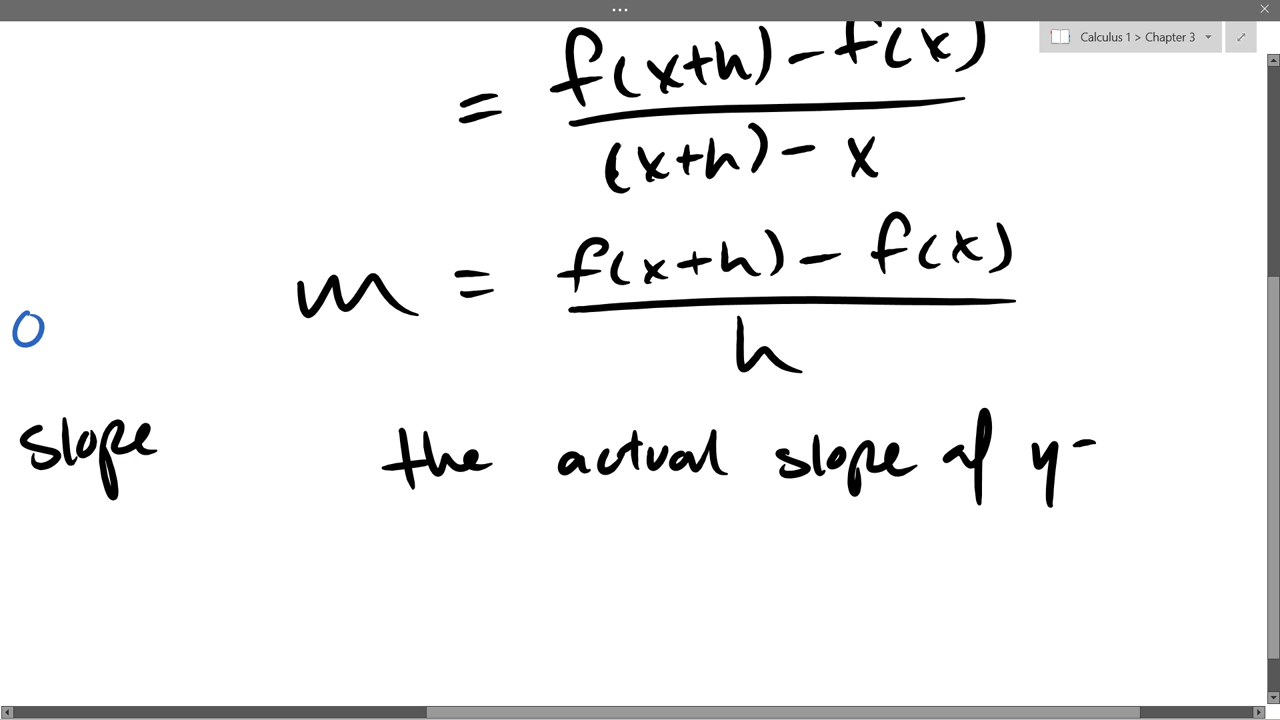 ...
Calculus 1 > Chapter 3
= f(x+h) - f(x)
(x+h) - x
m = f(x+h) - f(x)
h
0
slope the actual slope of y-